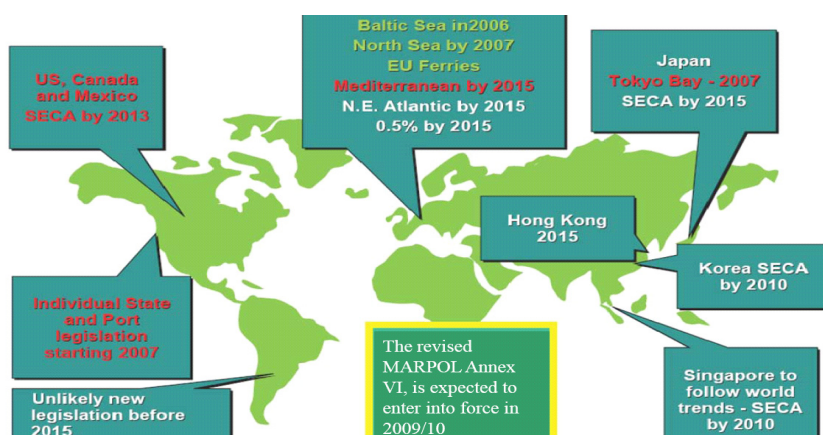 Baltic Sea in2006
North Sea by 2007
EU Ferries
Mediterranean by 2015
N.E. Atlantic by 2015
0.5% by 2015
US, Canada
and Mexico
SECA by 2013
Japan
Tokyo Bay - 2007
SECA by 2015
Hong Kong
2015
Korea SECA
by 2010
Individual State
and Port
legislation
starting 2007
The revised
MARPOL Annex
VI, is expected to
enter into force in
2009/10
Singapore to
follow world
trends - SECA
by 2010
Unlikely new
legislation before
2015